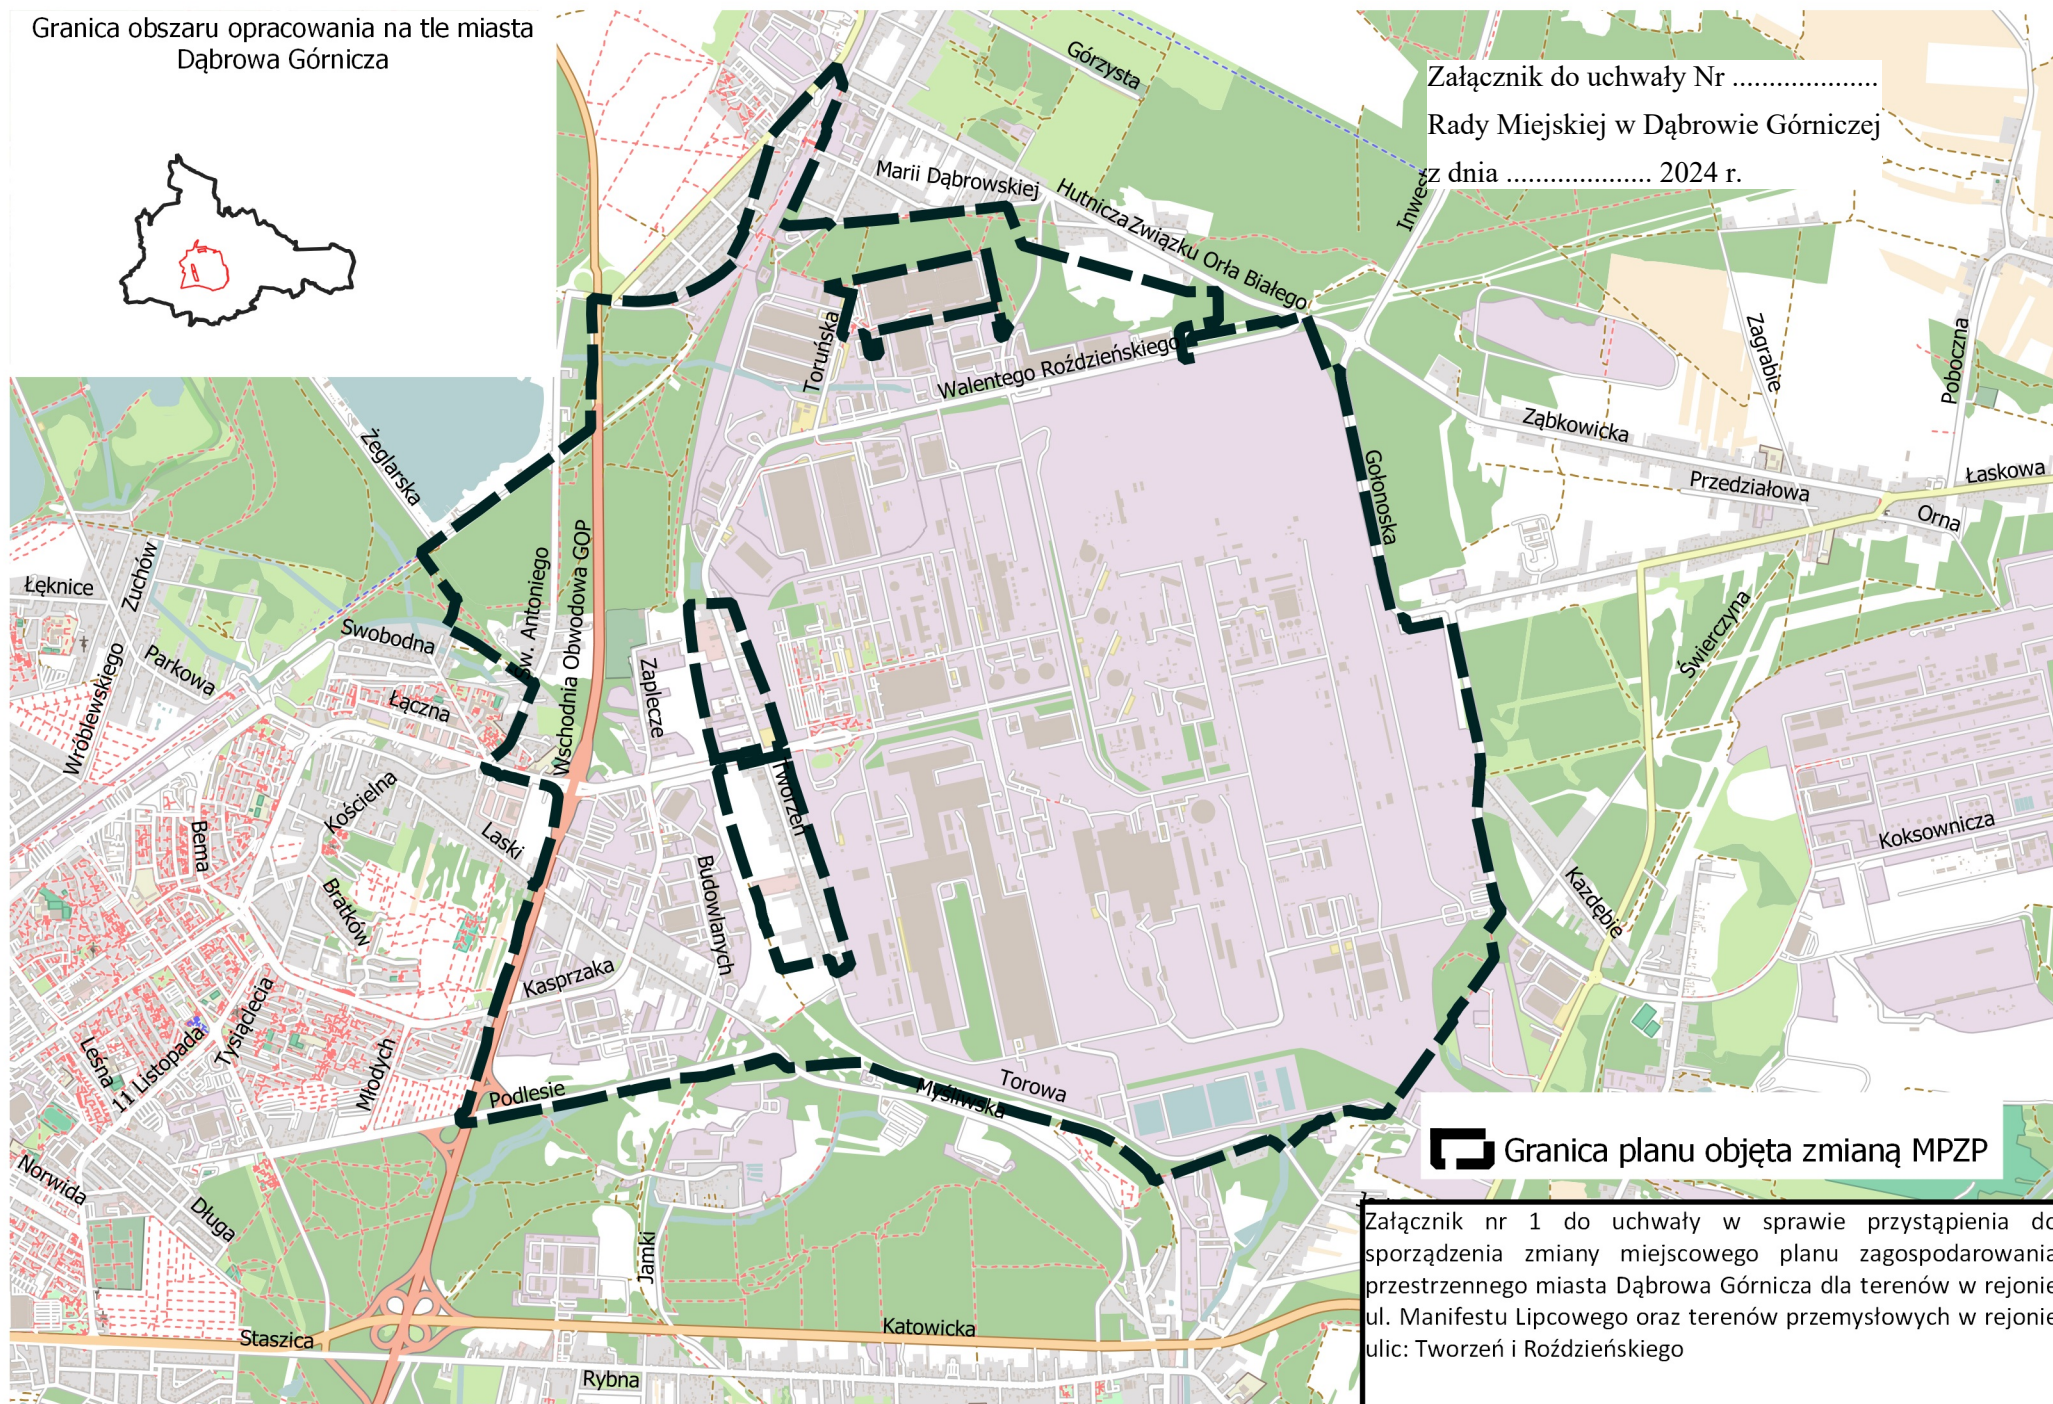 Granica obszaru opracowania na tle miasta
Dąbrowa Górnicza
Załącznik do uchwały Nr ....................
Rady Miejskiej w Dąbrowie Górniczej
z dnia .................... 2024 r.
Górzysta
Marii Dąbrowskiej
Hutnicza
Związku Orła Białego
Toruńska
Walentego Roździeńskiego
Zagrabie
Poboczna
Ząbkowicka
Przedziałowa
Łaskowa
Orna
Gołonoska
Żeglarska
Łęknice
Zuchów
Wróblewskiego
Parkowa
Swobodna
św. Antoniego
Wschodnia Obwodowa GOP
Zaplecze
Łączna
Świerczyna
Tworzeń
Kościelna
Laski
Bema
Bratków
Budowlanych
Koksownicza
Kazdębie
Kasprzaka
Tysiąclecia
Leśna
11 Listopada
Młodych
Podlesie
Torowa
Myśliwska
Norwida
Długa
Jamki
Staszica
Katowicka
Rybna
Granica planu objęta zmianą MPZP
Załącznik nr 1 do uchwały w sprawie przystąpienia do
sporządzenia zmiany miejscowego planu zagospodarowania
przestrzennego miasta Dąbrowa Górnicza dla terenów w rejonie
ul. Manifestu Lipcowego oraz terenów przemysłowych w rejonie
ulic: Tworzeń i Roździeńskiego